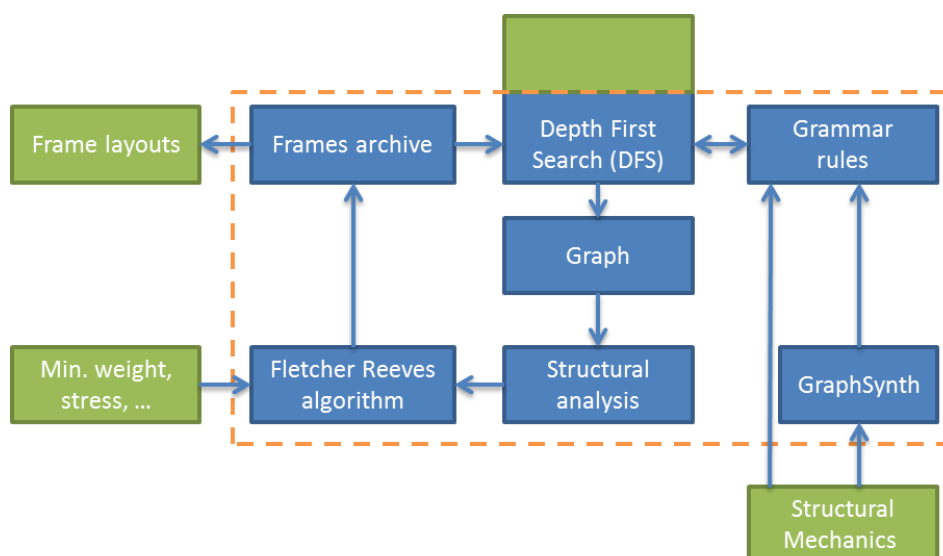 Frame layouts
Frames archive
Depth First
Search (DFS)
Grammar
rules
Graph
Min. weight,
stress, ...
Fletcher Reeves
algorithm
Structural
analysis
GraphSynth
Structural
Mechanics